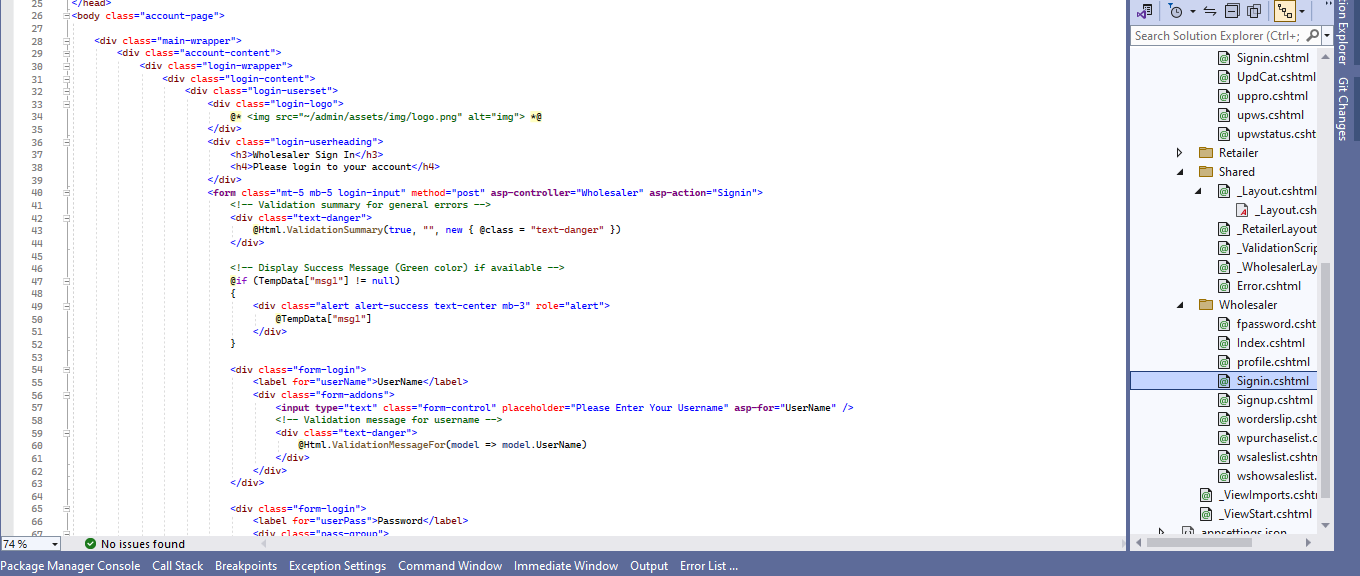 25 </head>
26 <body class="account-page">
27
28 <div class="main-wrapper">
29 <div class="account-content">
30 <div class="login-wrapper">
31 <div class="login-content">
32 <div class="login-userset">
33 <div class="login-logo">
34 @* <img src="~/admin/assets/img/logo.png" alt="img"> *@
35 </div>
36 <div class="login-userheading">
37 <h3>Wholesaler Sign In</h3>
38 <h4>Please login to your account</h4>
39 </div>
40 <form class="mt-5 mb-5 login-input" method="post" asp-controller="Wholesaler" asp-action="Signin">
41 <!-- Validation summary for general errors -->
42 <div class="text-danger">
43 @Html.ValidationSummary(true, "", new { @class = "text-danger" })
44 </div>
45
46 <!-- Display Success Message (Green color) if available -->
47 @if (TempData["msg1"] != null)
48 {
49 <div class="alert alert-success text-center mb-3" role="alert">
50 @TempData["msg1"]
51 </div>
52 }
53
54 <div class="form-login">
55 <label for="userName">UserName</label>
56 <div class="form-addons">
57 <input type="text" class="form-control" placeholder="Please Enter Your Username" asp-for="UserName" />
58 <!-- Validation message for username -->
59 <div class="text-danger">
60 @Html.ValidationMessageFor(model => model.UserName)
61 </div>
62 </div>
63 </div>
64
65 <div class="form-login">
66 <label for="userPass">Password</label>
67 <div class="pass-group">
74 %
No issues found
Package Manager Console Call Stack Breakpoints Exception Settings Command Window Immediate Window Output Error List ...
Search Solution Explorer (Ctrl+;
Signin.cshtml
UpdCat.cshtml
uppro.cshtml
upws.cshtml
upwstatus.csht
Retailer
Shared
_Layout.cshtml
_Layout.csh
_RetailerLayout
_ValidationScrip
_WholesalerLay
Error.cshtml
Wholesaler
fpassword.csht
Index.cshtml
profile.cshtml
Signin.cshtml
Signup.cshtml
worderslip.csht
wpurchaselist.c
wsaleslist.cshtn
wshowsaleslist.
_ViewImports.cshtr
_ViewStart.cshtml
appsettings.json
ion Explorer
Git Changes